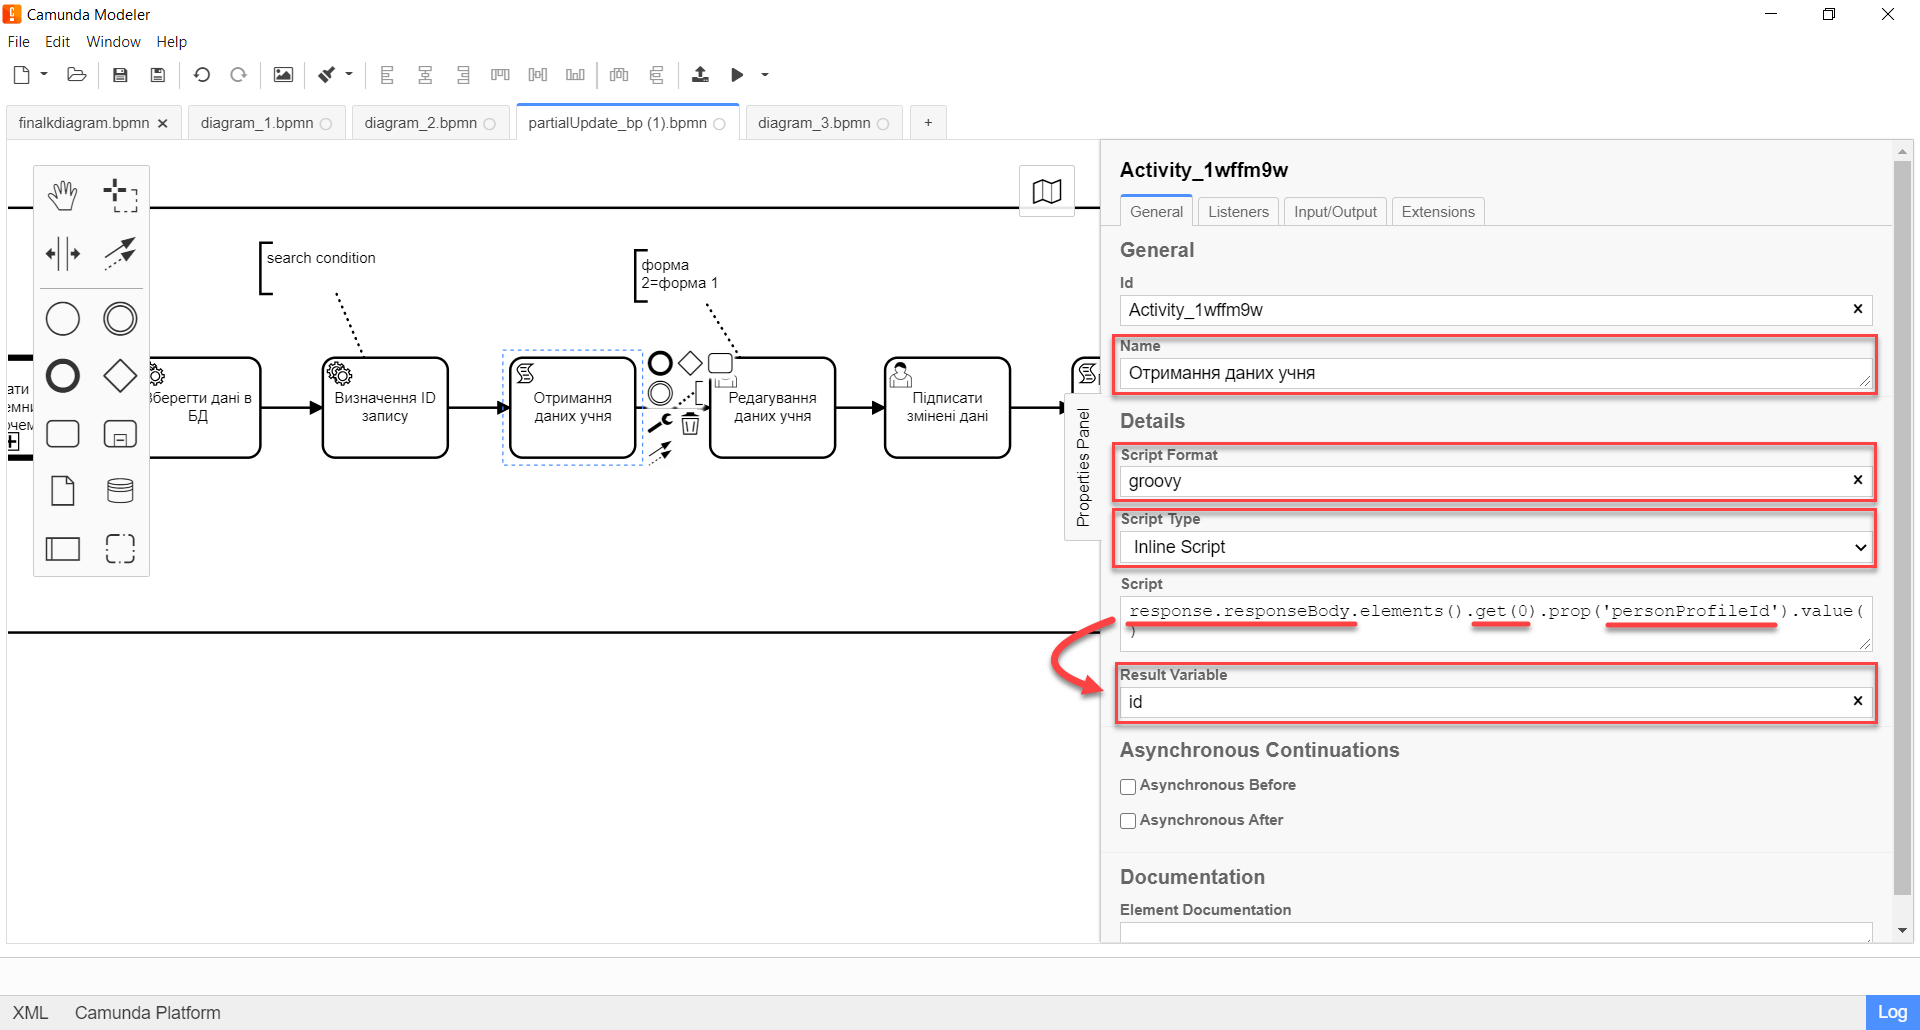 Camunda Modeler
File Edit Window Help
finalkdiagram.bpmn
diagram_1.bpmn
diagram_2.bpmn
partialUpdate_bp (1).bpmn
diagram_3.bpmn
+
search condition
форма
2=форма 1
Зберегти дані в
БД
Визначення ID
запису
Отримання
даних учня
Редагування
даних учня
Підписати
змінені дані
Properties Panel
Activity_1wffm9w
General Listeners Input/Output Extensions
General
Id
Activity_1wffm9w
Name
Отримання даних учня
Details
Script Format
groovy
Script Type
Inline Script
Script
response.responseBody.elements().get(0).prop('personProfileId').value(
)
Result Variable
id
Asynchronous Continuations
Asynchronous Before
Asynchronous After
Documentation
Element Documentation
XML Camunda Platform
Log